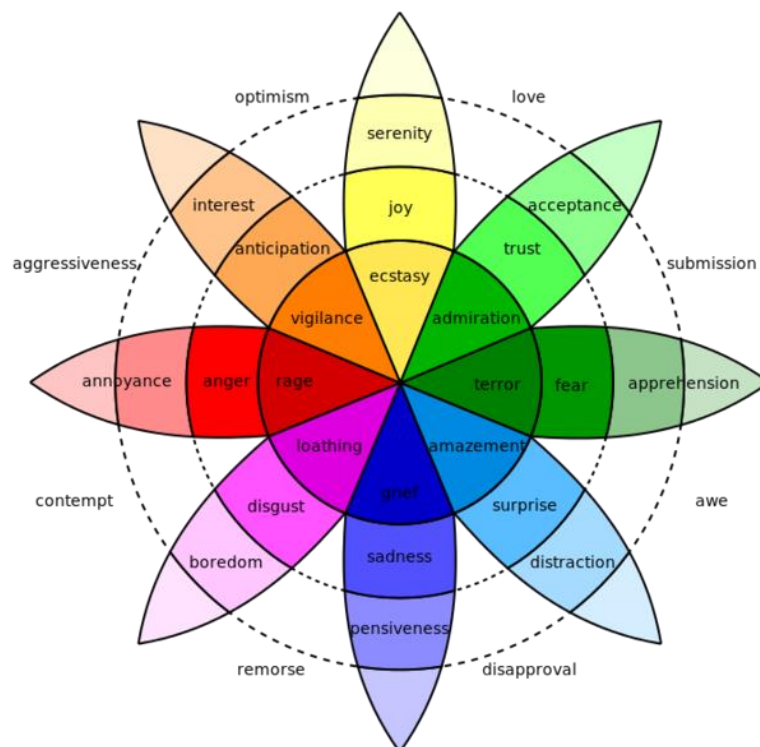 optimism
love
serenity
interest
acceptance
joy
anticipation
trust
aggressiveness
submission
ecstasy
vigilance
admiration
annoyance
anger
rage
terror
fear
apprehension
loathing
amazement
grief
disgust
surprise
contempt
awe
sadness
boredom
distraction
pensiveness
remorse
disapproval